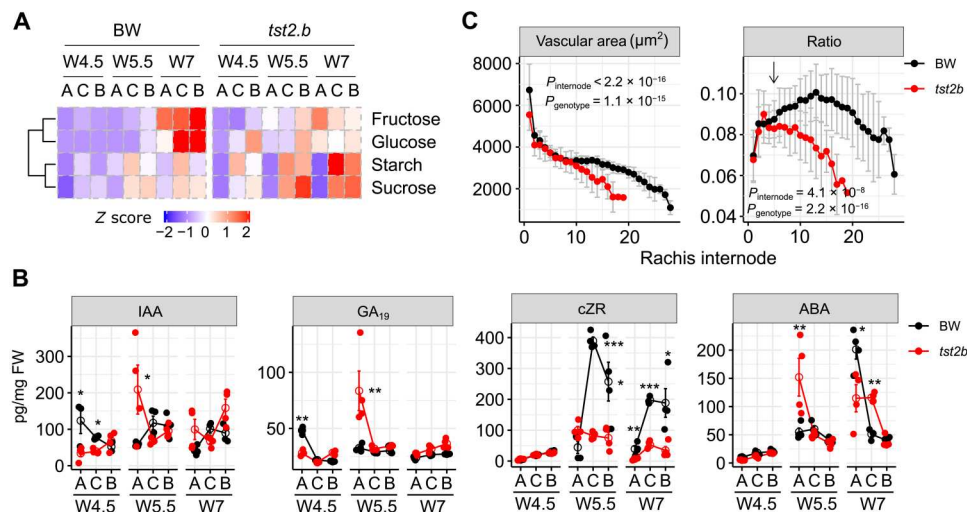 A
BW
tst2.b
W4.5 W5.5 W7 W4.5 W5.5 W7
A C B A C B A C B A C B A C B A C B
Fructose
Glucose
Starch
Sucrose
Z score
−2 −1 0 1 2
C
Vascular area (µm²)
Ratio
8000
6000
4000
2000
P internode < 2.2 × 10⁻¹⁶
P genotype = 1.1 × 10⁻¹⁵
0 10 20
0.10
0.08
0.06
0.04
P internode = 4.1 × 10⁻⁸
P genotype = 2.2 × 10⁻¹⁶
0 10 20
Rachis internode
BW
tst2b
B
pg/mg FW
IAA
300
200
100
0
* * *
A C B A C B A C B
W4.5 W5.5 W7
GA₁₉
100
50
0
** **
A C B A C B A C B
W4.5 W5.5 W7
cZR
400
300
200
100
0
*** * ** *** *
A C B A C B A C B
W4.5 W5.5 W7
ABA
200
150
100
50
0
** * **
A C B A C B A C B
W4.5 W5.5 W7
BW
tst2b